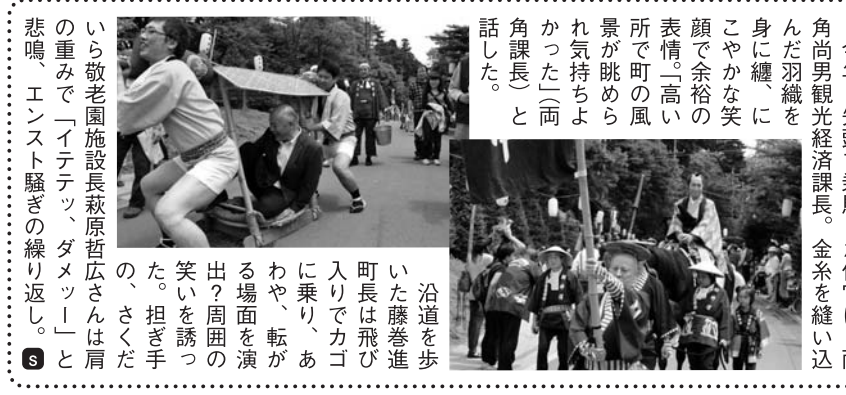 角尚男観光経済課長。金糸を縫い込
んだ羽織を
身に纏、に
こやかな笑
顔で余裕の
表情。「高い
所で町の風
景が眺めら
れ気持ちよ
かった」(両
角課長)と
話した。
沿道を歩
いた藤巻進
町長は飛び
入りでカゴ
に乗り、あ
わや、転が
る場面を演
出?周囲の
笑いを誘っ
た。担ぎ手
の、さくだ
いら敬老園施設長萩原哲広さんは肩
の重みで「イテテッ、ダメッー」と
悲鳴、エンスト騒ぎの繰り返し。S